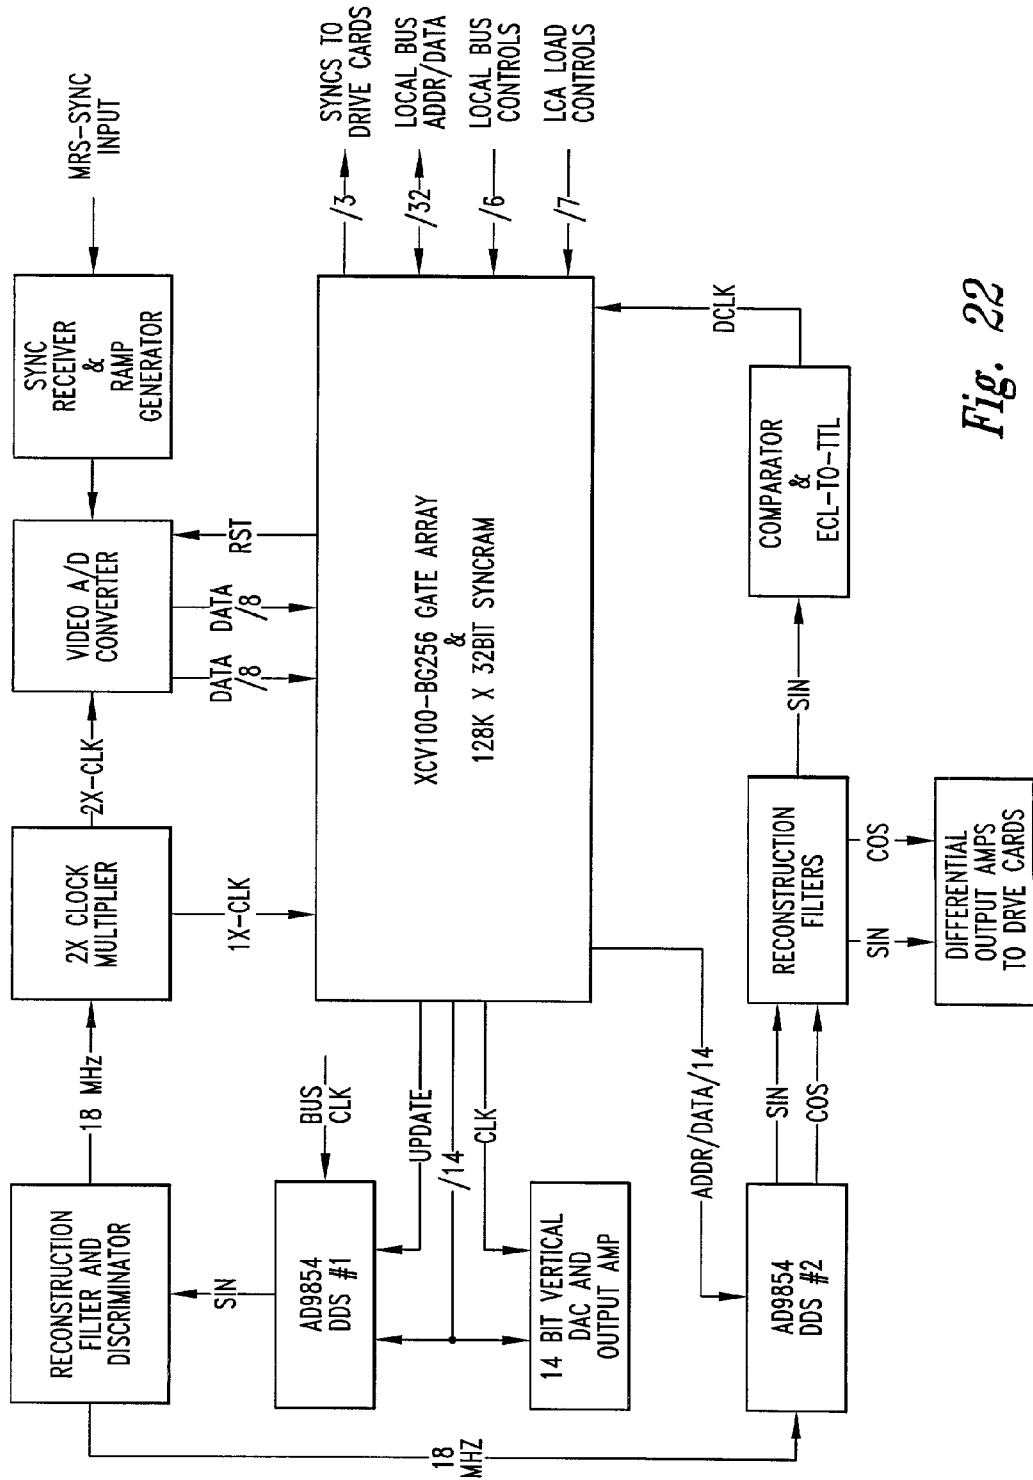 RECONSTRUCTION
FILTER AND
DISCRIMINATOR
18 MHz
2X CLOCK
MULTIPLIER
2X-CLK
VIDEO A/D
CONVERTER
SYNC
RECEIVER
&
RAMP
GENERATOR
MRS-SYNC
INPUT
SIN
1X-CLK
DATA
/8
DATA
/8
RST
AD9854
DDS #1
BUS
CLK
UPDATE
/14
CLK
XCV100-BG256 GATE ARRAY
&
128K X 32BIT SYNCRAM
/3
SYNCS TO
DRIVE CARDS
/32
LOCAL BUS
ADDR/DATA
/6
LOCAL BUS
CONTROLS
/7
LCA LOAD
CONTROLS
14 BIT VERTICAL
DAC AND
OUTPUT AMP
18
MHZ
ADDR/DATA/14
DCLK
AD9854
DDS #2
SIN
COS
RECONSTRUCTION
FILTERS
SIN
COMPARATOR
&
ECL-TO-TTL
SIN
COS
DIFFERENTIAL
OUTPUT AMPS
TO DRVE CARDS
Fig. 22